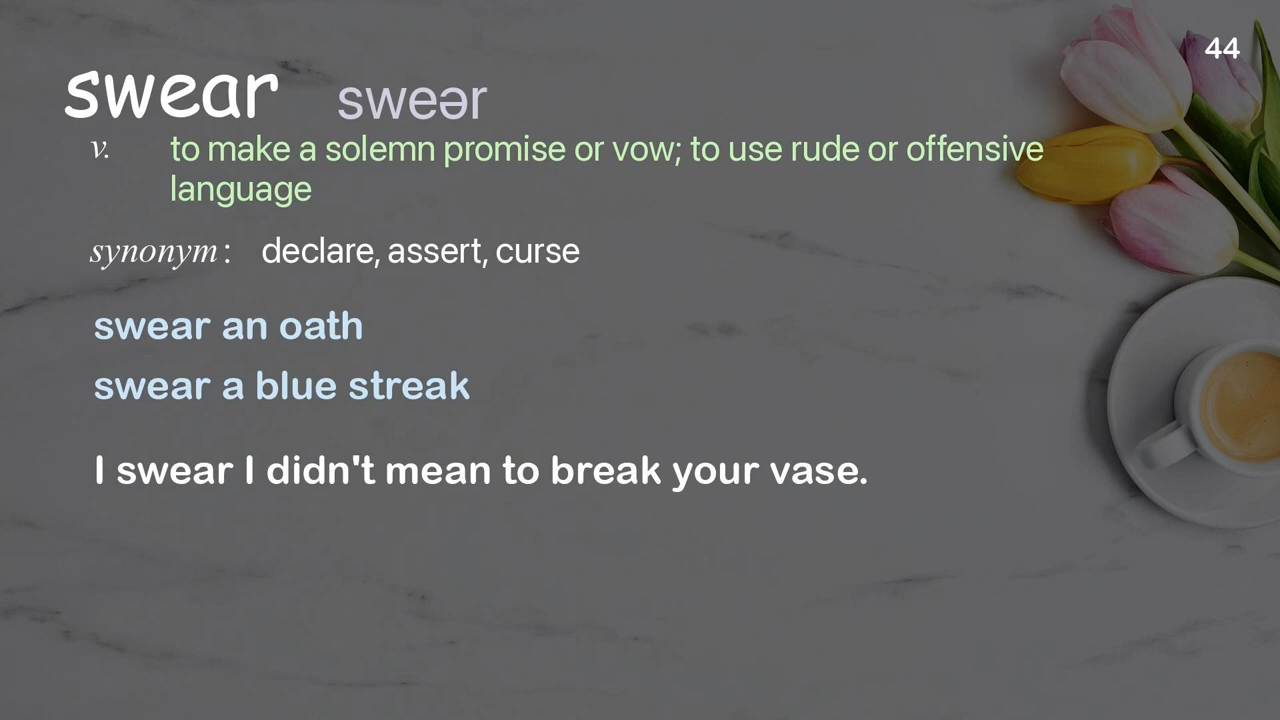 44
swear sweər
v. to make a solemn promise or vow; to use rude or offensive
language
synonym: declare, assert, curse
swear an oath
swear a blue streak
I swear I didn't mean to break your vase.